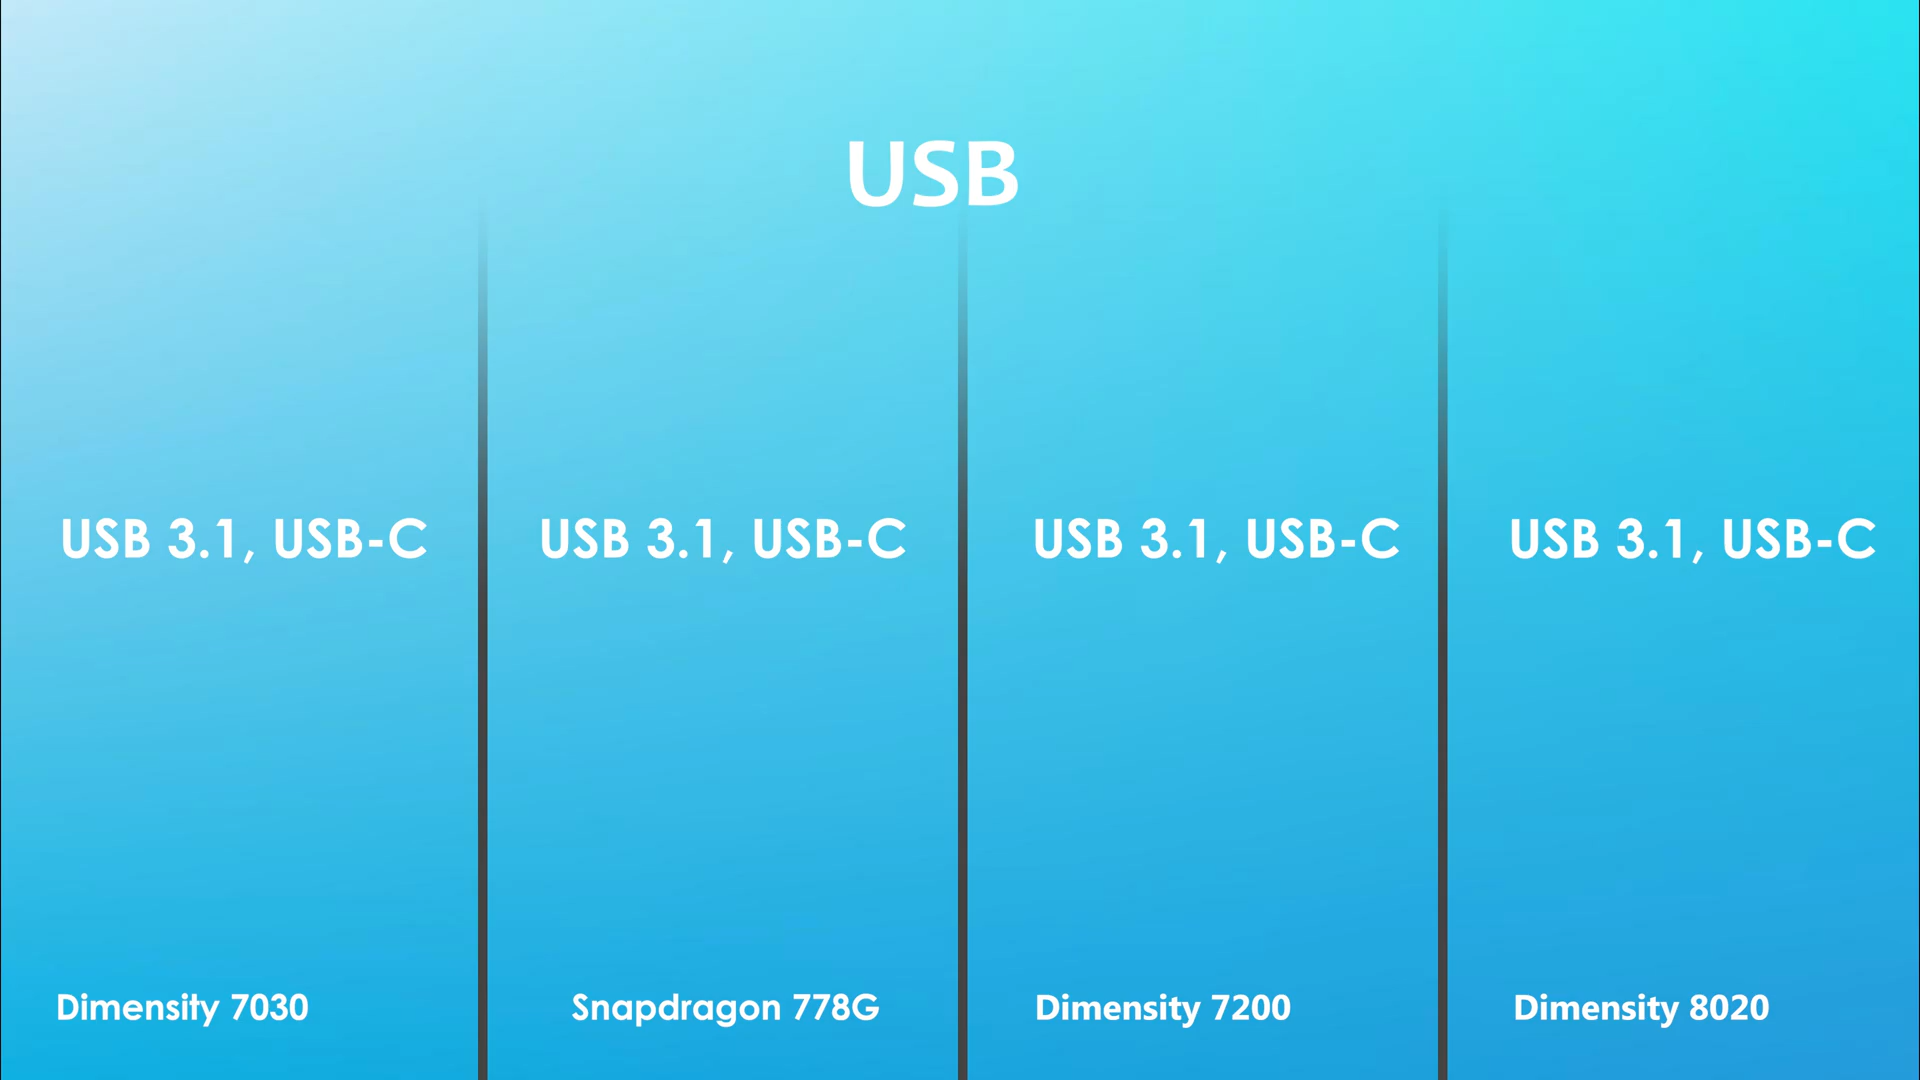 USB
USB 3.1, USB-C
USB 3.1, USB-C
USB 3.1, USB-C
USB 3.1, USB-C
Dimensity 7030
Snapdragon 778G
Dimensity 7200
Dimensity 8020